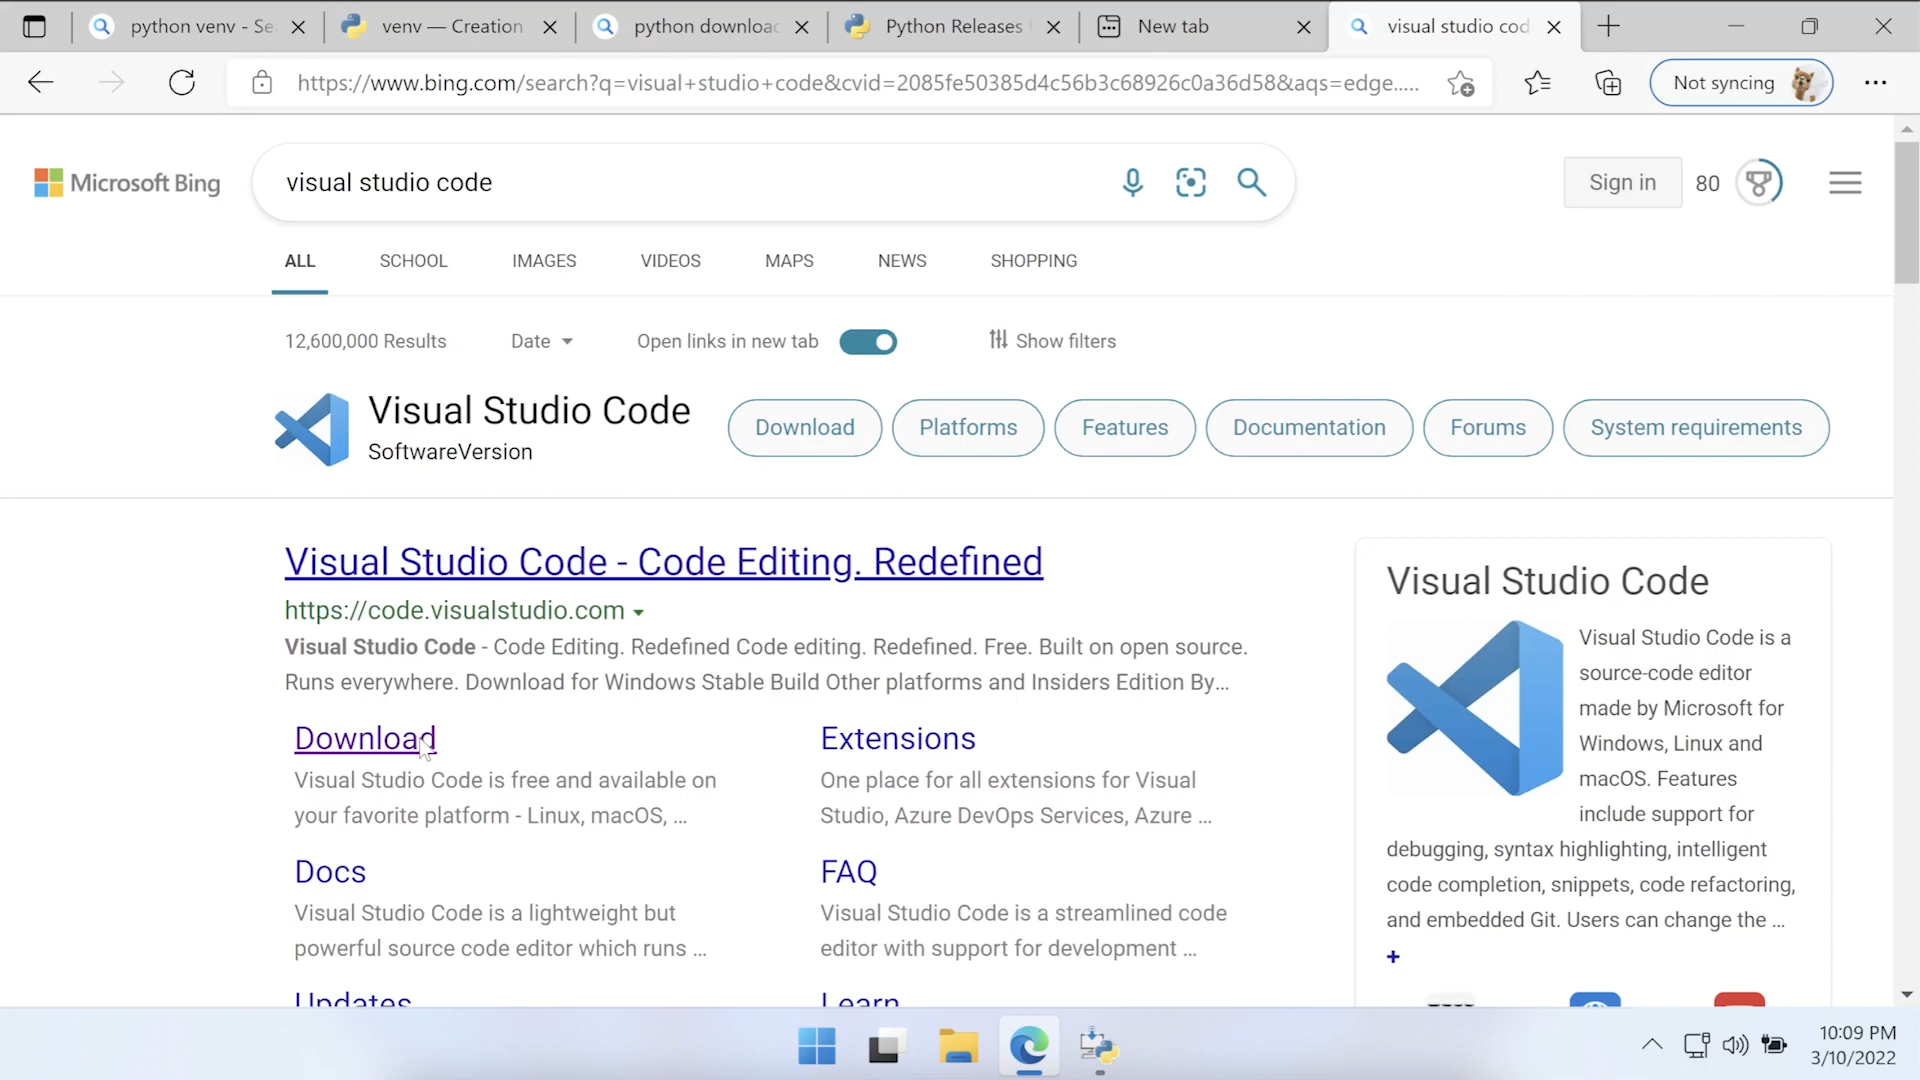 python venv - Se
venv — Creation
python downloac
Python Releases
New tab
visual studio cod
https://www.bing.com/search?q=visual+studio+code&cvid=2085fe50385d4c56b3c68926c0a36d58&aqs=edge.....
Not syncing
Microsoft Bing
visual studio code
Sign in
80
ALL
SCHOOL
IMAGES
VIDEOS
MAPS
NEWS
SHOPPING
12,600,000 Results
Date
Open links in new tab
Show filters
Visual Studio Code
SoftwareVersion
Download
Platforms
Features
Documentation
Forums
System requirements
Visual Studio Code - Code Editing. Redefined
https://code.visualstudio.com
Visual Studio Code - Code Editing. Redefined Code editing. Redefined. Free. Built on open source.
Runs everywhere. Download for Windows Stable Build Other platforms and Insiders Edition By...
Download
Visual Studio Code is free and available on
your favorite platform - Linux, macOS, ...
Extensions
One place for all extensions for Visual
Studio, Azure DevOps Services, Azure ...
Docs
Visual Studio Code is a lightweight but
powerful source code editor which runs ...
FAQ
Visual Studio Code is a streamlined code
editor with support for development ...
Updates
Learn
Visual Studio Code
Visual Studio Code is a
source-code editor
made by Microsoft for
Windows, Linux and
macOS. Features
include support for
debugging, syntax highlighting, intelligent
code completion, snippets, code refactoring,
and embedded Git. Users can change the ...
+
10:09 PM
3/10/2022